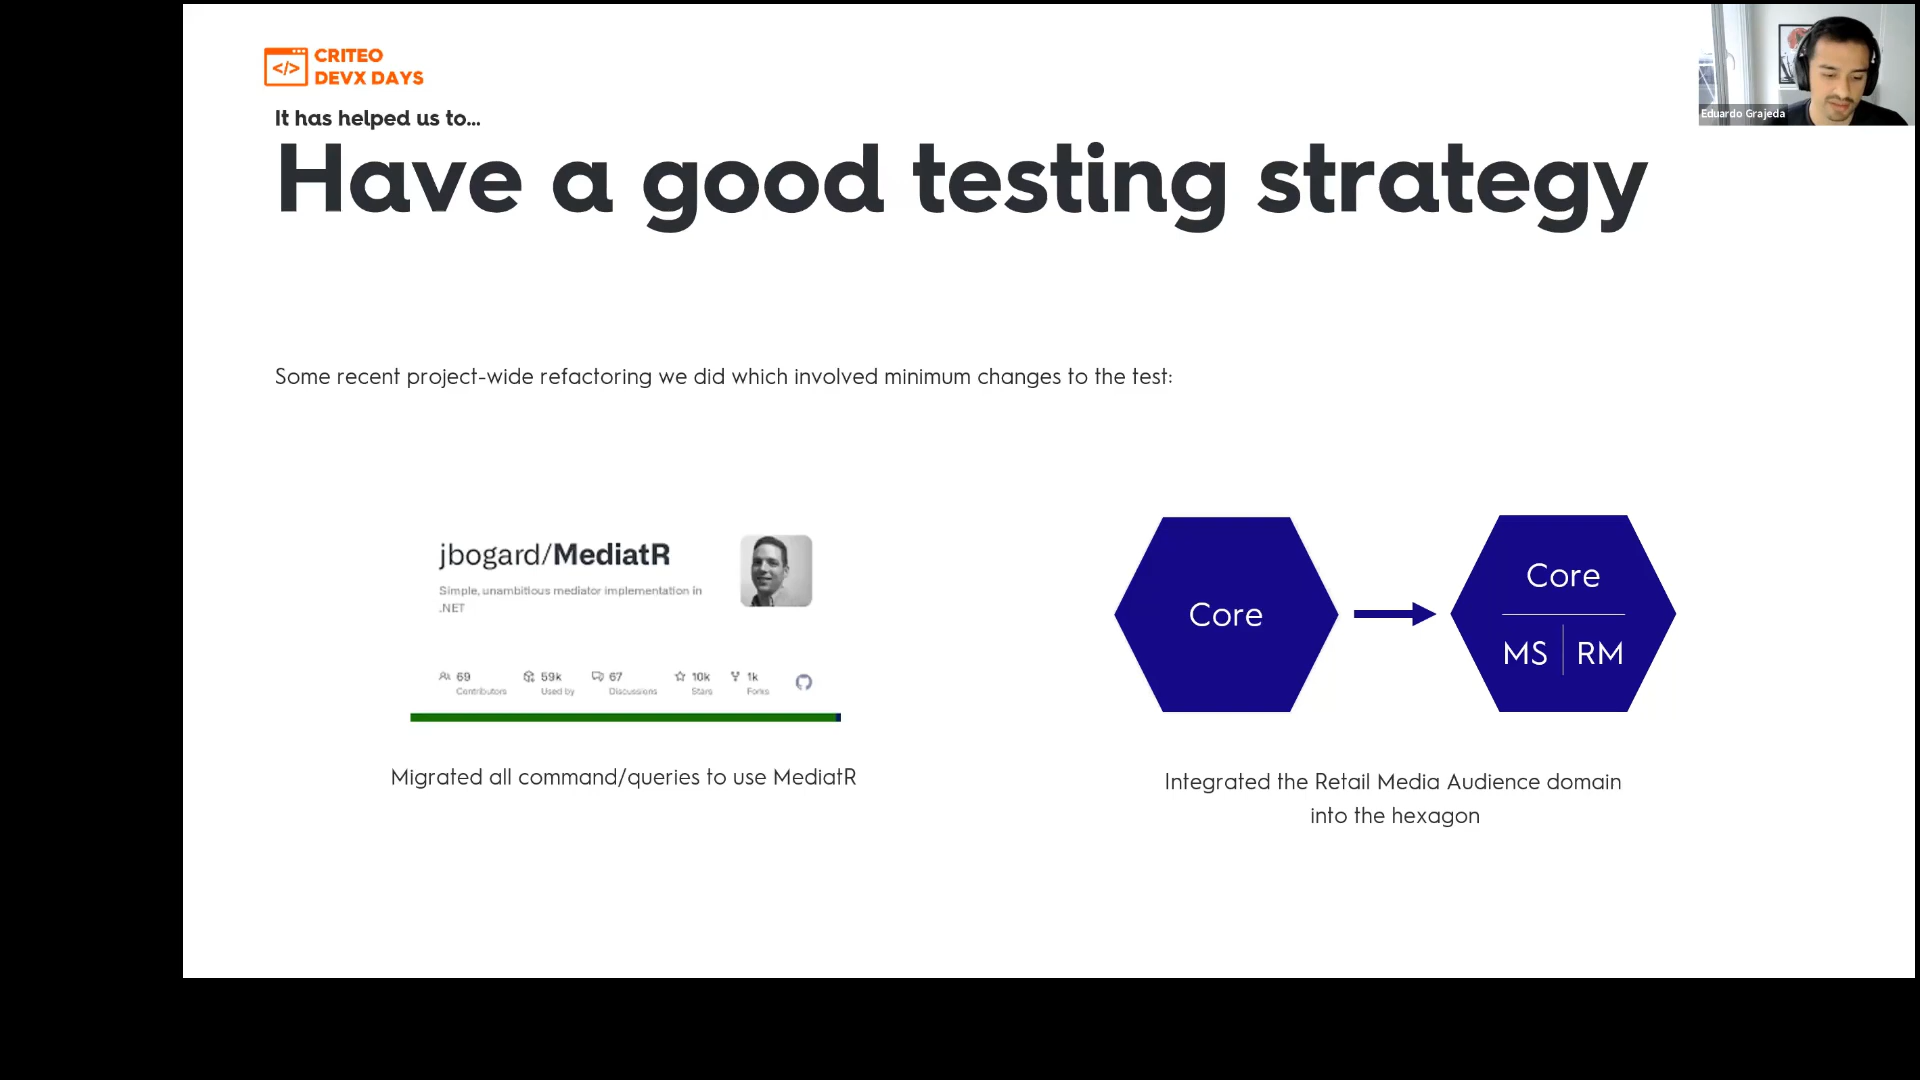 CRITEO
DEVX DAYS
Eduardo Grajeda
It has helped us to...
Have a good testing strategy
Some recent project-wide refactoring we did which involved minimum changes to the test:
jbogard/MediatR
Simple, unambitious mediator implementation in
.NET
69 Contributors
59k Used by
67 Discussions
10k Stars
1k Forks
Migrated all command/queries to use MediatR
Core
Core
MS
RM
Integrated the Retail Media Audience domain
into the hexagon